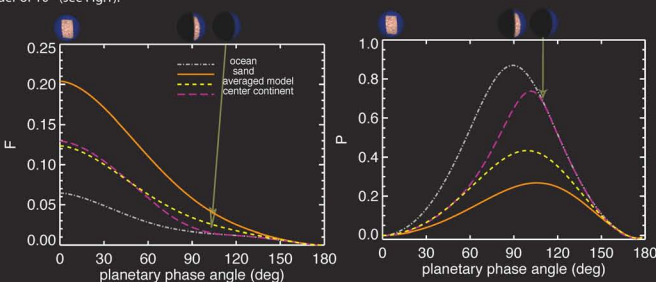 0.25
0.20
0.15
0.10
0.05
0.00
F
ocean
sand
averaged model
center continent
0 30 60 90 120 150 180
planetary phase angle (deg)
1.0
0.8
0.6
0.4
0.2
0.0
P
0 30 60 90 120 150 180
planetary phase angle (deg)